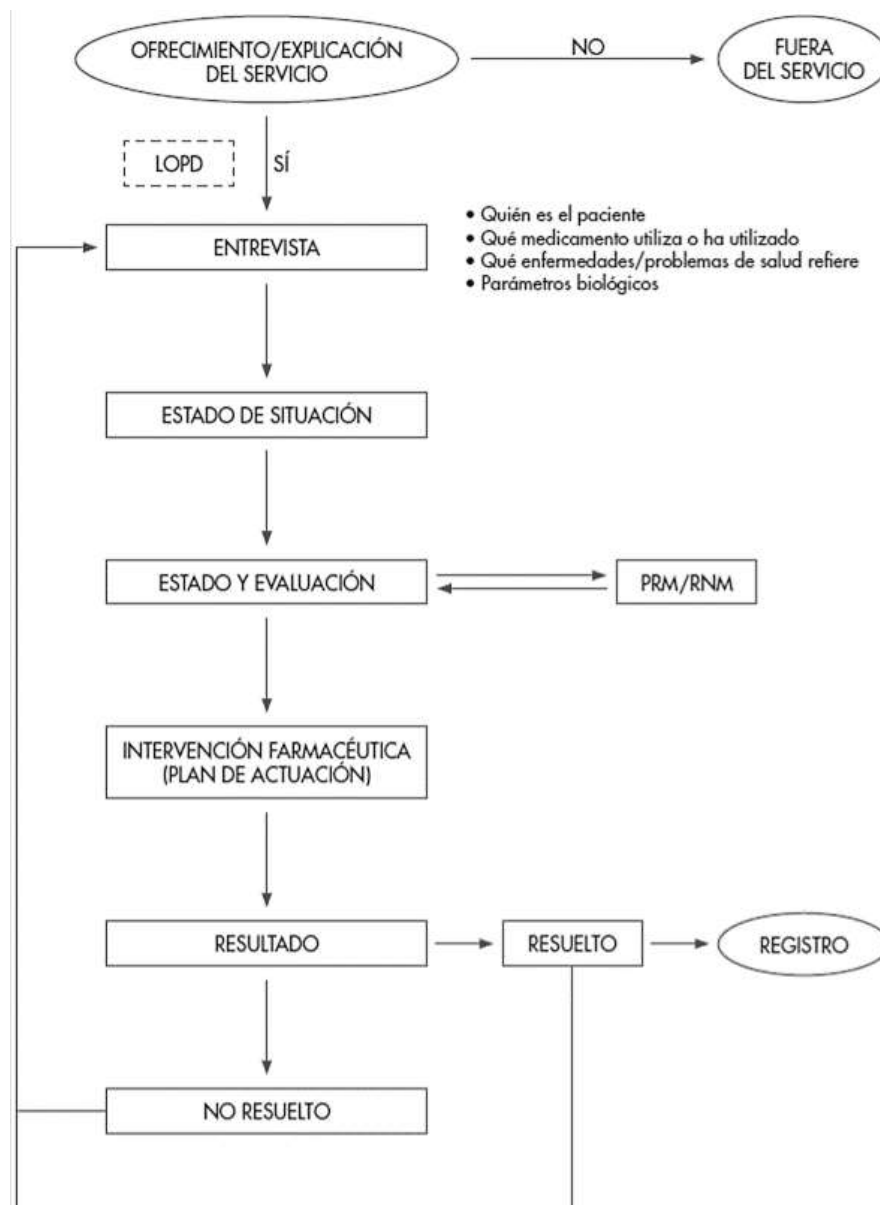 OFRECIMIENTO/EXPLICACIÓN
DEL SERVICIO
NO
FUERA
DEL SERVICIO
LOPD
SÍ
ENTREVISTA
• Quién es el paciente
• Qué medicamento utiliza o ha utilizado
• Qué enfermedades/problemas de salud refiere
• Parámetros biológicos
ESTADO DE SITUACIÓN
ESTADO Y EVALUACIÓN
PRM/RNM
INTERVENCIÓN FARMACÉUTICA
(PLAN DE ACTUACIÓN)
RESULTADO
RESUELTO
REGISTRO
NO RESUELTO